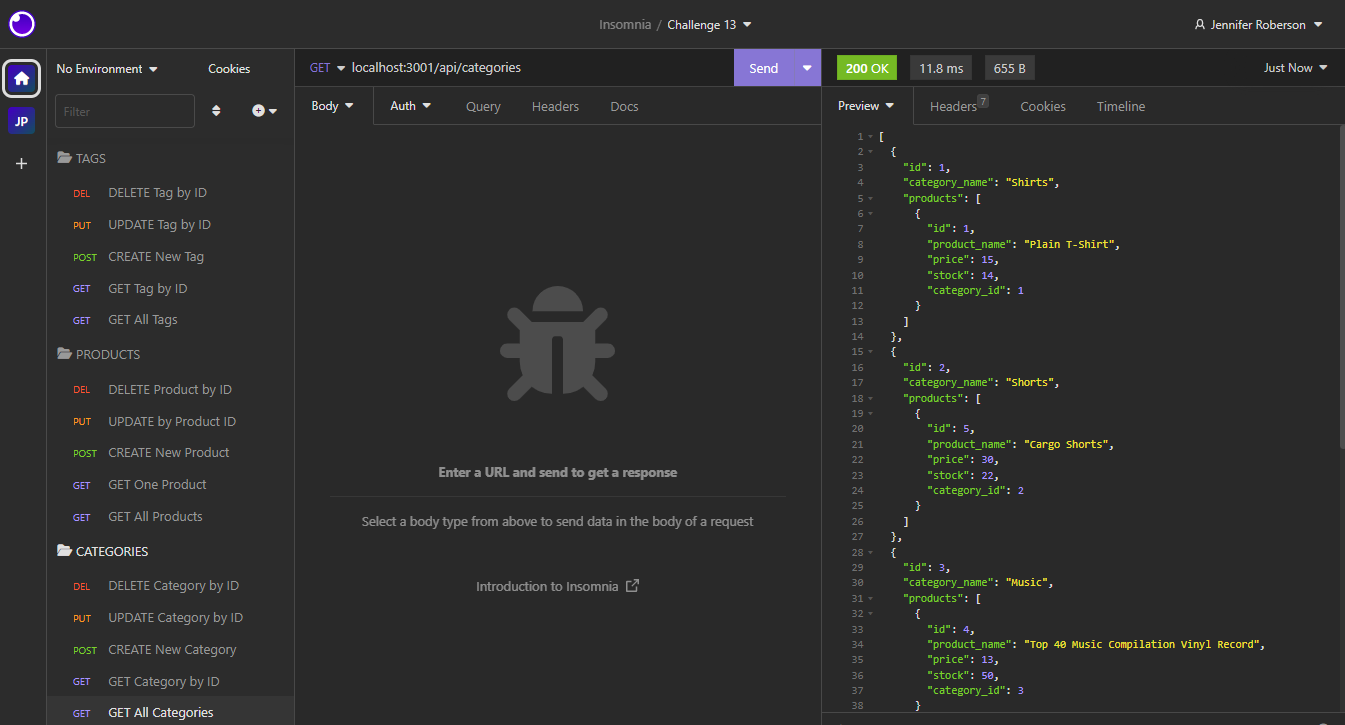 Insomnia / Challenge 13
Jennifer Roberson
JP
No Environment
Cookies
Filter
TAGS
DEL DELETE Tag by ID
PUT UPDATE Tag by ID
POST CREATE New Tag
GET GET Tag by ID
GET GET All Tags
PRODUCTS
DEL DELETE Product by ID
PUT UPDATE by Product ID
POST CREATE New Product
GET GET One Product
GET GET All Products
CATEGORIES
DEL DELETE Category by ID
PUT UPDATE Category by ID
POST CREATE New Category
GET GET Category by ID
GET GET All Categories
GET localhost:3001/api/categories
Send
Body Auth Query Headers Docs
Enter a URL and send to get a response
Select a body type from above to send data in the body of a request
Introduction to Insomnia
200 OK 11.8 ms 655 B Just Now
Preview Headers 7 Cookies Timeline
1 [
2 {
3 "id": 1,
4 "category_name": "Shirts",
5 "products": [
6 {
7 "id": 1,
8 "product_name": "Plain T-Shirt",
9 "price": 15,
10 "stock": 14,
11 "category_id": 1
12 }
13 ]
14 },
15 {
16 "id": 2,
17 "category_name": "Shorts",
18 "products": [
19 {
20 "id": 5,
21 "product_name": "Cargo Shorts",
22 "price": 30,
23 "stock": 22,
24 "category_id": 2
25 }
26 ]
27 },
28 {
29 "id": 3,
30 "category_name": "Music",
31 "products": [
32 {
33 "id": 4,
34 "product_name": "Top 40 Music Compilation Vinyl Record",
35 "price": 13,
36 "stock": 50,
37 "category_id": 3
38 }